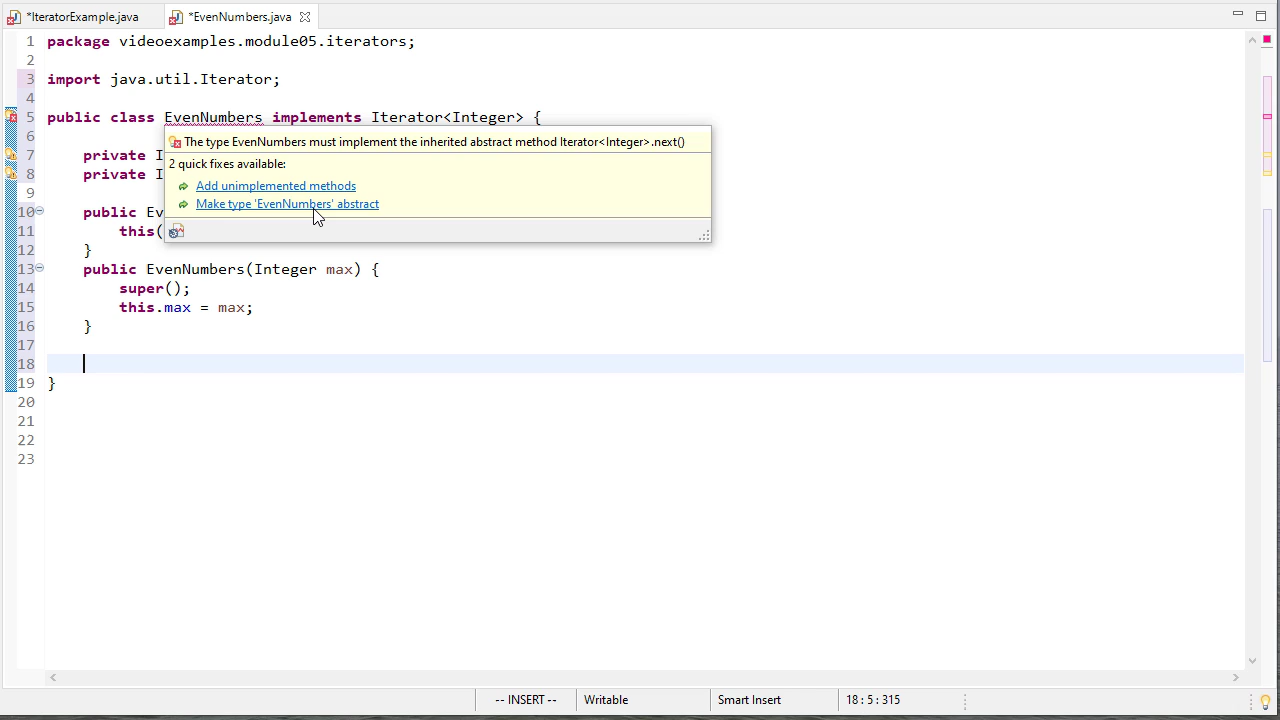 *IteratorExample.java
*EvenNumbers.java
1 package videoexamples.module05.iterators;
2
3 import java.util.Iterator;
4
5 public class EvenNumbers implements Iterator<Integer> {
6
The type EvenNumbers must implement the inherited abstract method Iterator<Integer>.next()
7 private I
2 quick fixes available:
8 private I
Add unimplemented methods
9
Make type 'EvenNumbers' abstract
10 public Ev
11 this(
12 }
13 public EvenNumbers(Integer max) {
14 super();
15 this.max = max;
16 }
17
18
19 }
20
21
22
23
-- INSERT -- Writable Smart Insert 18 : 5 : 315